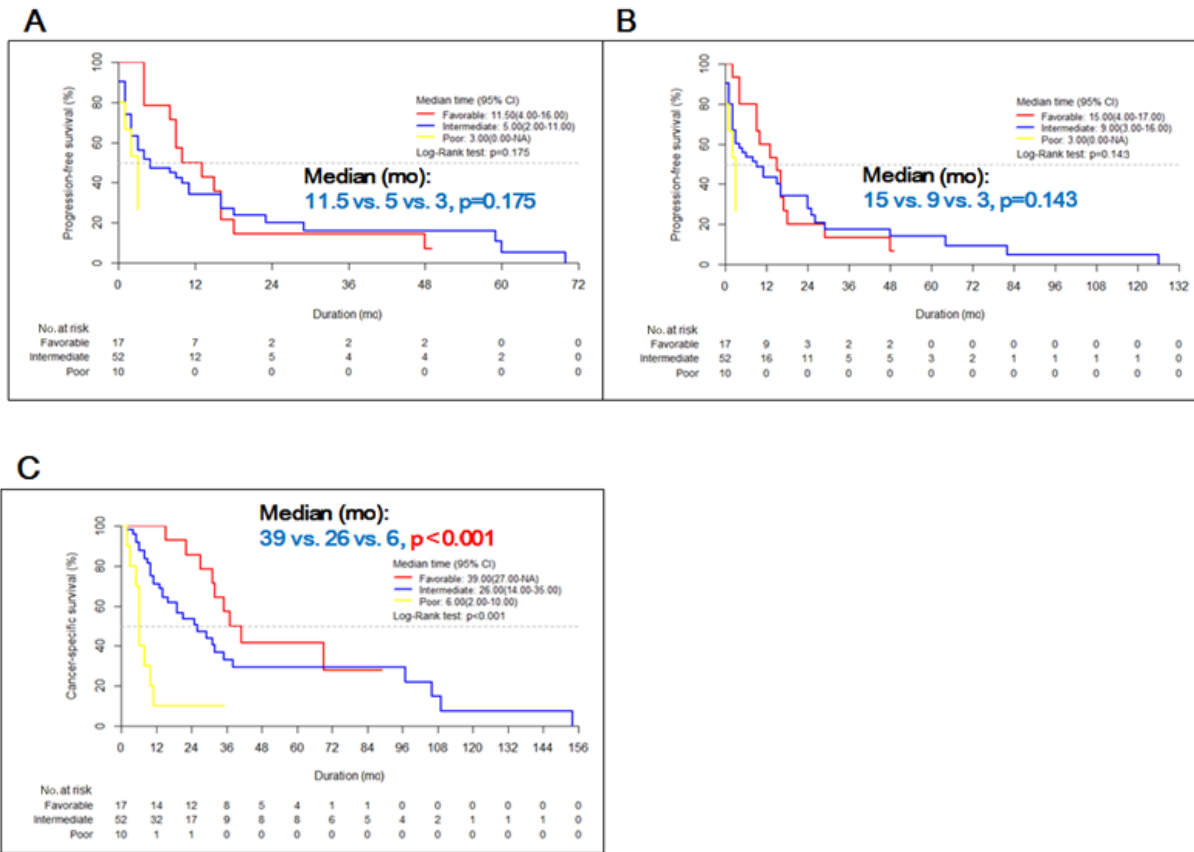 A
Progression-free survival (%)
100
80
60
40
20
0
Median time (95% CI)
Favorable: 11.50(4.00-16.00)
Intermediate: 5.00(2.00-11.00)
Poor: 3.00(0.00-NA)
Log-Rank test: p=0.175
Median (mo):
11.5 vs. 5 vs. 3, p=0.175
0 12 24 36 48 60 72
Duration (mo)
No. at risk
Favorable 17 7 2 2 2 0 0
Intermediate 52 12 5 4 4 2 0
Poor 10 0 0 0 0 0 0
B
Progression-free survival (%)
100
80
60
40
20
0
Median time (95% CI)
Favorable: 15.00(4.00-17.00)
Intermediate: 9.00(3.00-16.00)
Poor: 3.00(0.00-NA)
Log-Rank test: p=0.143
Median (mo):
15 vs. 9 vs. 3, p=0.143
0 12 24 36 48 60 72 84 96 108 120 132
Duration (mo)
No. at risk
Favorable 17 9 3 2 2 0 0 0 0 0 0 0
Intermediate 52 16 11 5 5 3 2 1 1 1 1 0
Poor 10 0 0 0 0 0 0 0 0 0 0 0
C
Cancer-specific survival (%)
100
80
60
40
20
0
Median (mo):
39 vs. 26 vs. 6, p<0.001
Median time (95% CI)
Favorable: 39.00(27.00-NA)
Intermediate: 26.00(14.00-35.00)
Poor: 6.00(2.00-10.00)
Log-Rank test: p<0.001
0 12 24 36 48 60 72 84 96 108 120 132 144 156
Duration (mo)
No. at risk
Favorable 17 14 12 8 5 4 1 1 0 0 0 0 0 0
Intermediate 52 32 17 9 8 8 6 5 4 2 1 1 1 0
Poor 10 1 1 0 0 0 0 0 0 0 0 0 0 0